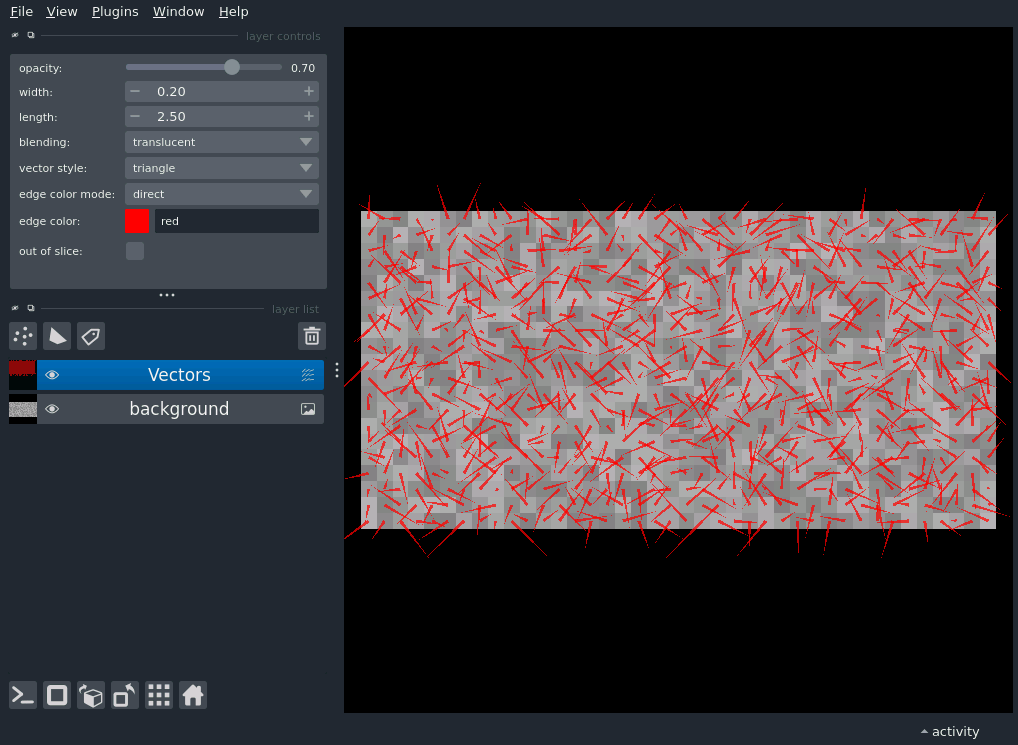 File View Plugins Window Help
layer controls
opacity: 0.70
width: − 0.20 +
length: − 2.50 +
blending: translucent
vector style: triangle
edge color mode: direct
edge color: red
out of slice:
layer list
Vectors
background
activity